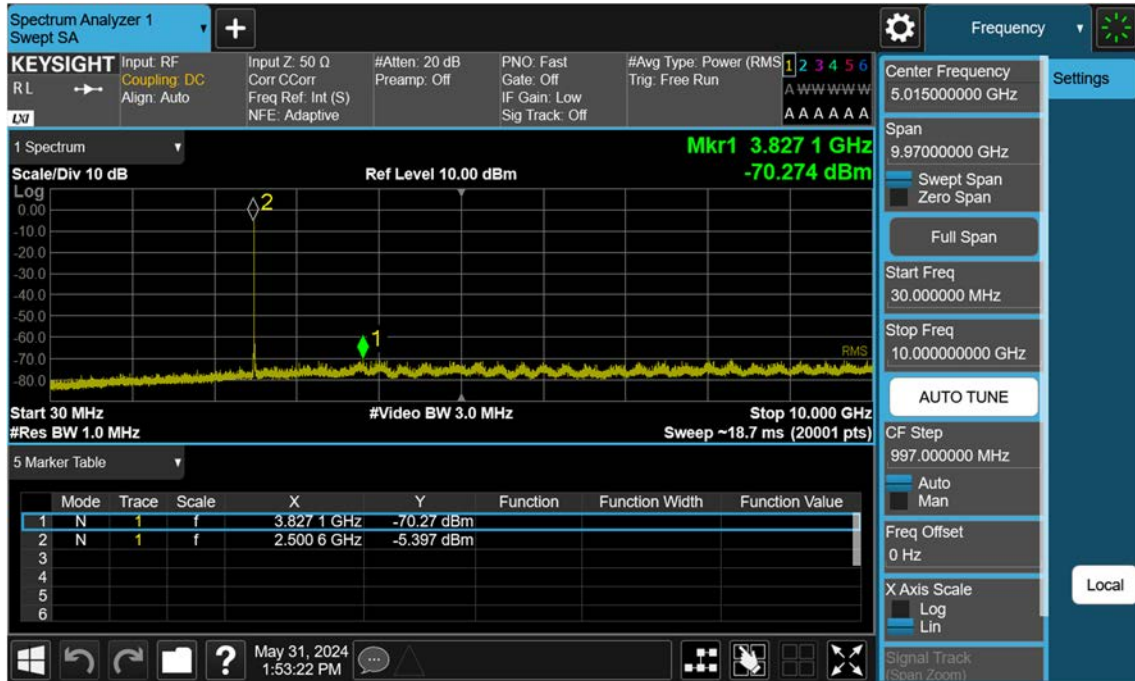 Spectrum Analyzer 1
Swept SA
+
Frequency
KEYSIGHT
R L
LXI
Input: RF
Coupling: DC
Align: Auto
Input Z: 50 Ω
Corr CCorr
Freq Ref: Int (S)
NFE: Adaptive
#Atten: 20 dB
Preamp: Off
PNO: Fast
Gate: Off
IF Gain: Low
Sig Track: Off
#Avg Type: Power (RMS
Trig: Free Run
1 2 3 4 5 6
A W W W W W
A A A A A A
1 Spectrum
Mkr1 3.827 1 GHz
Scale/Div 10 dB
Ref Level 10.00 dBm
-70.274 dBm
Log
0.00
-10.0
-20.0
-30.0
-40.0
-50.0
-60.0
-70.0
-80.0
2
1
RMS
Start 30 MHz
#Video BW 3.0 MHz
Stop 10.000 GHz
#Res BW 1.0 MHz
Sweep ~18.7 ms (20001 pts)
5 Marker Table
Mode Trace Scale X Y Function Function Width Function Value
1 N 1 f 3.827 1 GHz -70.27 dBm
2 N 1 f 2.500 6 GHz -5.397 dBm
3
4
5
6
Center Frequency
5.015000000 GHz
Settings
Span
9.97000000 GHz
Swept Span
Zero Span
Full Span
Start Freq
30.000000 MHz
Stop Freq
10.000000000 GHz
AUTO TUNE
CF Step
997.000000 MHz
Auto
Man
Freq Offset
0 Hz
X Axis Scale
Log
Lin
Local
Signal Track
(Span Zoom)
?
May 31, 2024
1:53:22 PM